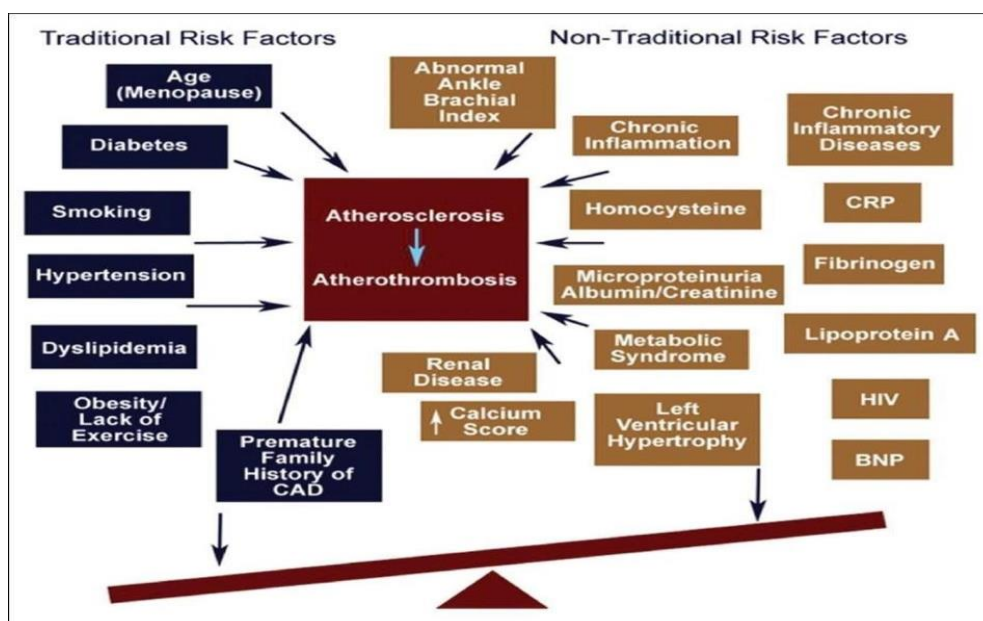 Traditional Risk Factors
Non-Traditional Risk Factors
Age
(Menopause)
Diabetes
Smoking
Hypertension
Dyslipidemia
Obesity/
Lack of
Exercise
Premature
Family
History of
CAD
Atherosclerosis
Atherothrombosis
Abnormal
Ankle
Brachial
Index
Chronic
Inflammation
Homocysteine
Microproteinuria
Albumin/Creatinine
Metabolic
Syndrome
Renal
Disease
↑ Calcium
Score
Left
Ventricular
Hypertrophy
Chronic
Inflammatory
Diseases
CRP
Fibrinogen
Lipoprotein A
HIV
BNP